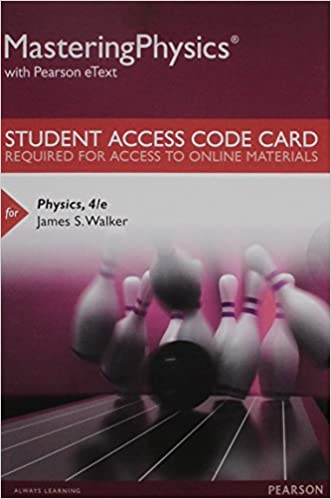 MasteringPhysics®
with Pearson eText
STUDENT ACCESS CODE CARD
REQUIRED FOR ACCESS TO ONLINE MATERIALS
for
Physics, 4/e
James S. Walker
ALWAYS LEARNING
PEARSON